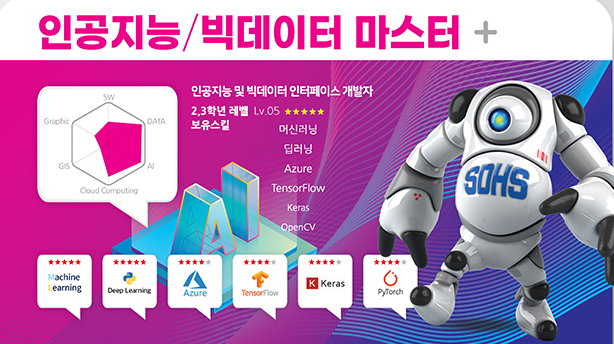 인공지능/빅데이터 마스터 +
인공지능 및 빅데이터 인터페이스 개발자
2,3학년 레벨 Lv.05 ★★★★★
보유스킬
머신러닝
딥러닝
Azure
TensorFlow
Keras
OpenCV
SW
Graphic
DATA
GIS
AI
Cloud Computing
AI
SDHS
Machine
Learning
Deep Learning
Azure
TensorFlow
K Keras
PyTorch